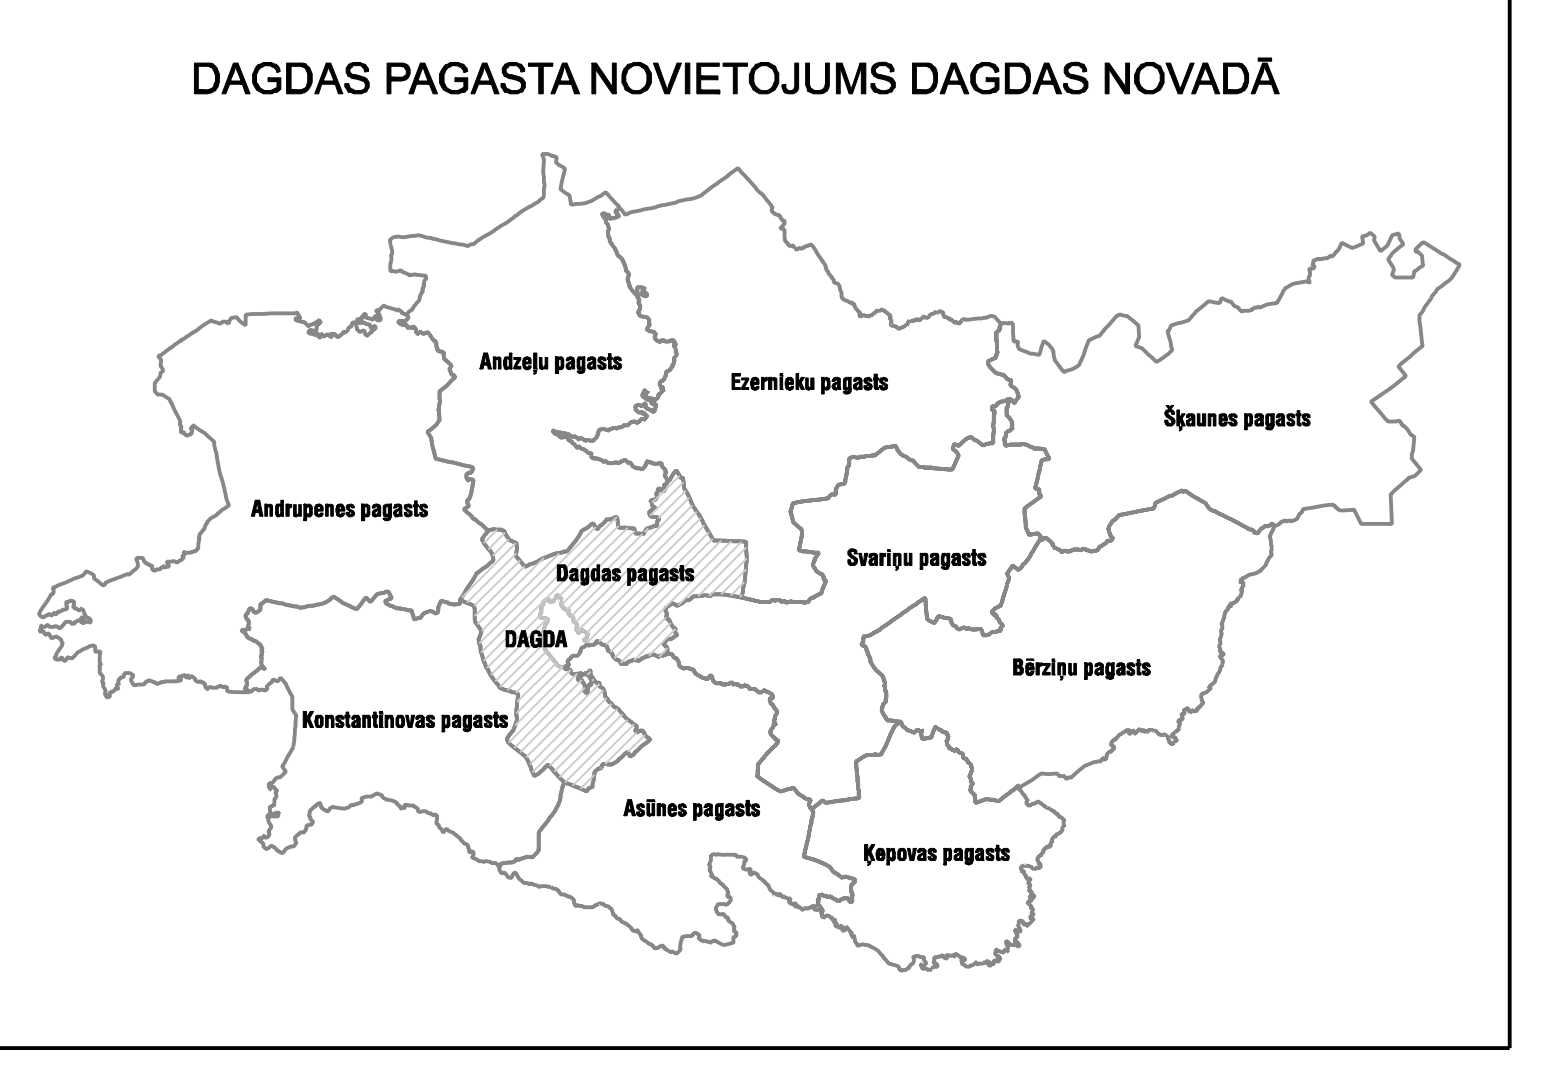 DAGDAS PAGASTA NOVIETOJUMS DAGDAS NOVADĀ
Andzeļu pagasts
Ezernieku pagasts
Šķaunes pagasts
Andrupenes pagasts
Svariņu pagasts
Dagdas pagasts
DAGDA
Bērziņu pagasts
Konstantinovas pagasts
Asūnes pagasts
Ķepovas pagasts